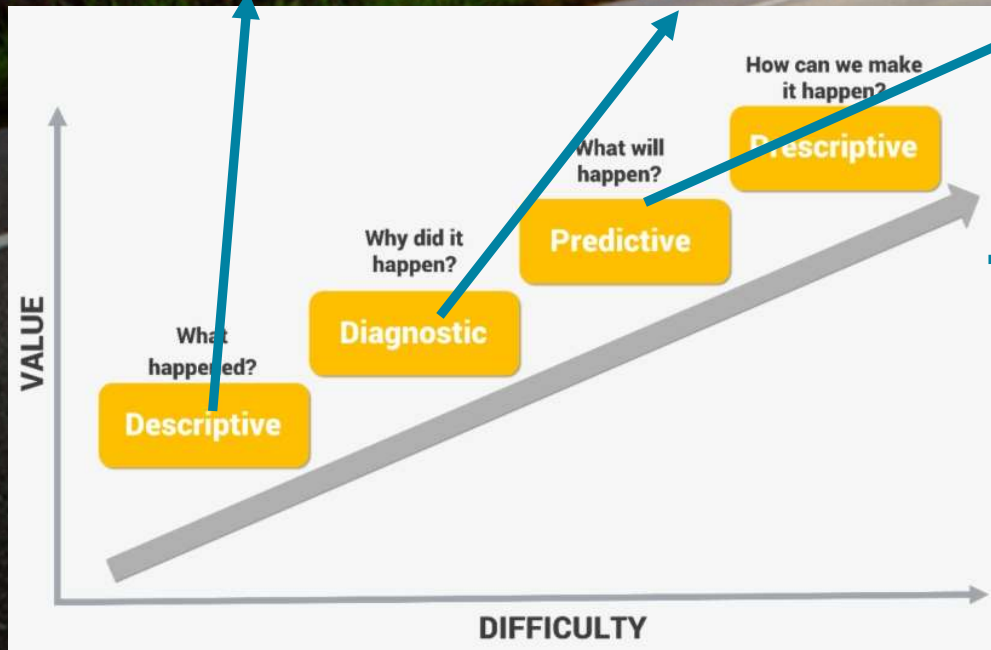 How can we make
it happen?
Prescriptive
What will
happen?
Predictive
Why did it
happen?
Diagnostic
What
happened?
Descriptive
VALUE
DIFFICULTY